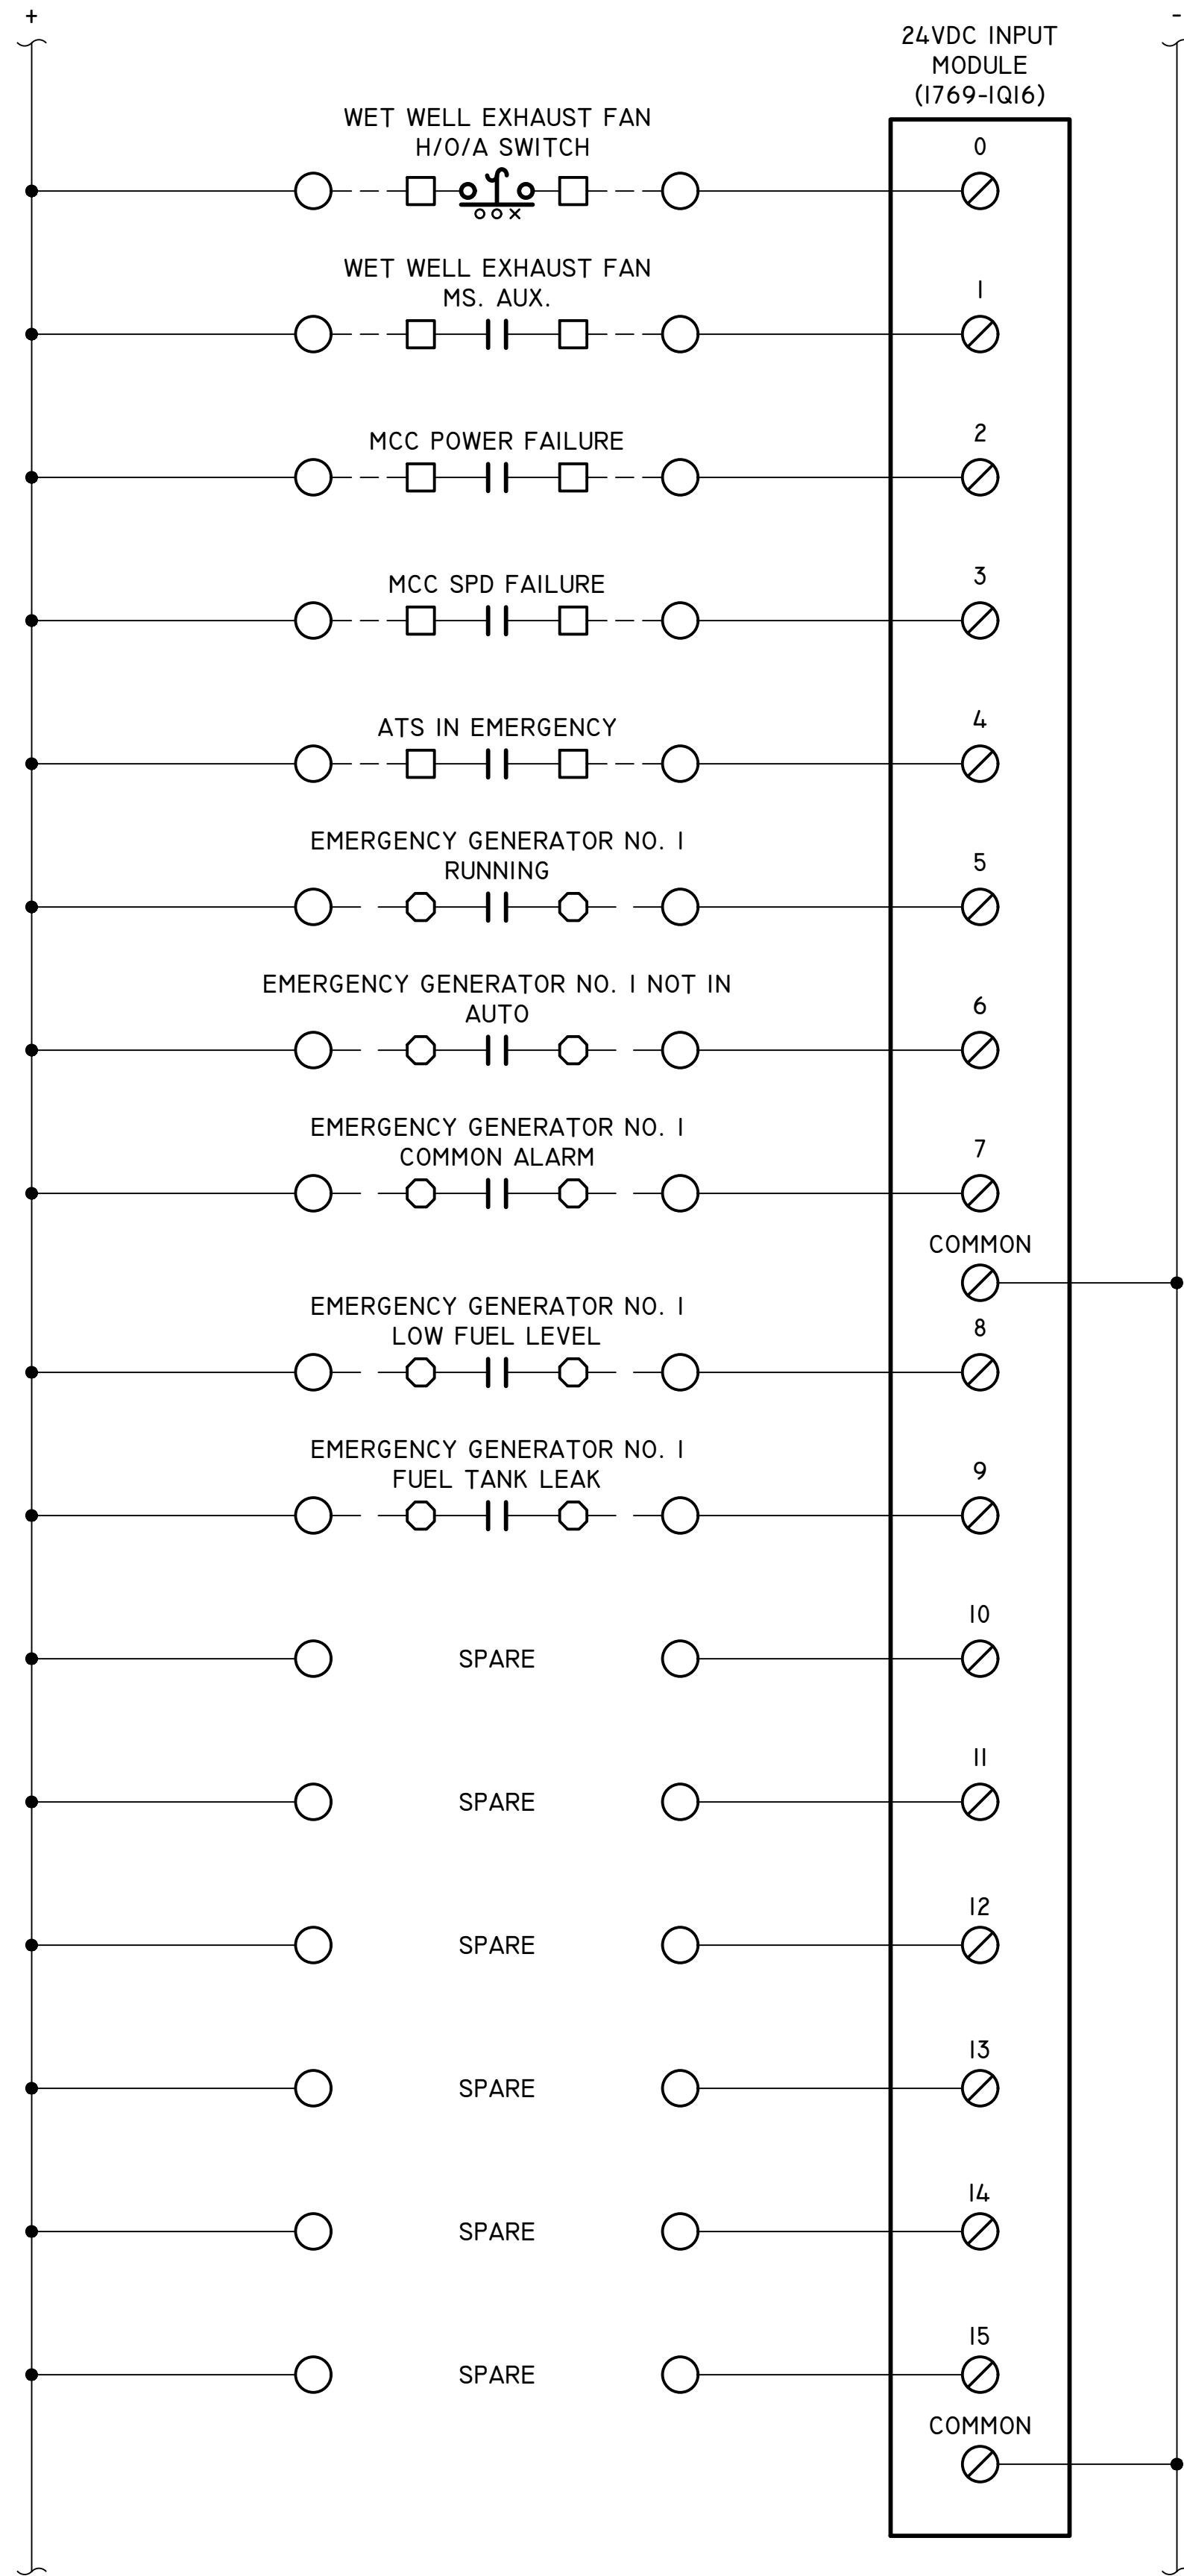 +
-
24VDC INPUT
MODULE
(1769-IQ16)
WET WELL EXHAUST FAN
H/O/A SWITCH
0
OOX
WET WELL EXHAUST FAN
MS. AUX.
1
MCC POWER FAILURE
2
MCC SPD FAILURE
3
ATS IN EMERGENCY
4
EMERGENCY GENERATOR NO. 1
RUNNING
5
EMERGENCY GENERATOR NO. 1 NOT IN
AUTO
6
EMERGENCY GENERATOR NO. 1
COMMON ALARM
7
COMMON
EMERGENCY GENERATOR NO. 1
LOW FUEL LEVEL
8
EMERGENCY GENERATOR NO. 1
FUEL TANK LEAK
9
SPARE
10
SPARE
11
SPARE
12
SPARE
13
SPARE
14
SPARE
15
COMMON